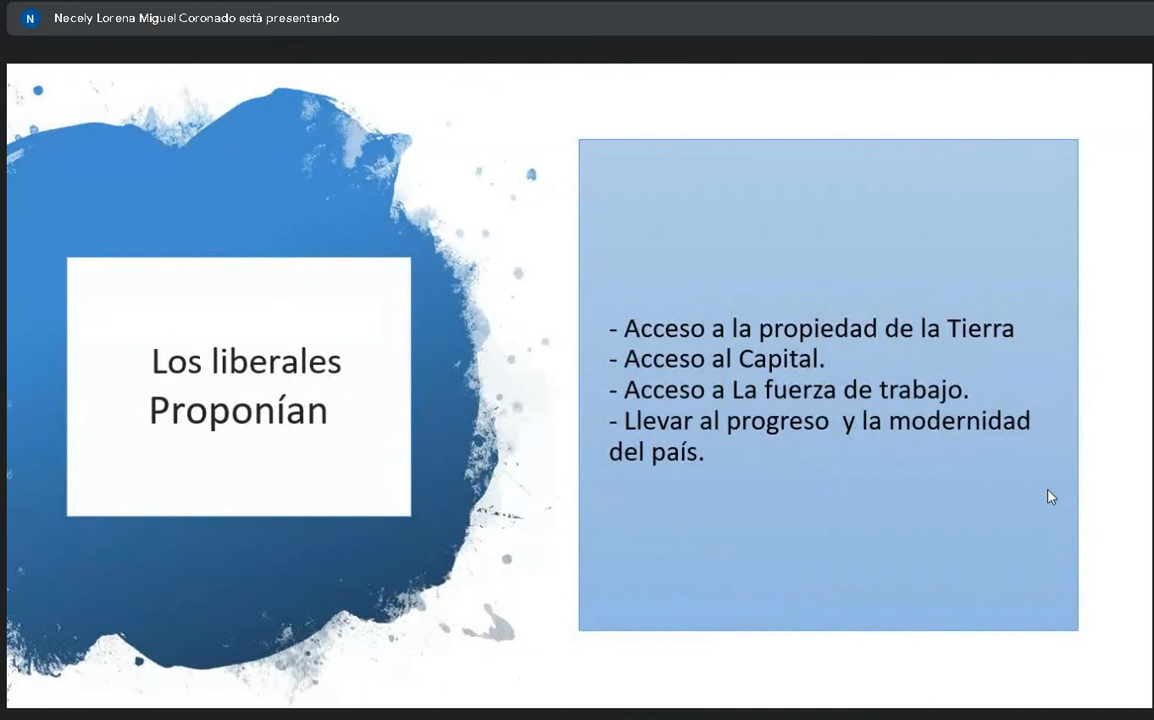 N Necely Lorena Miguel Coronado está presentando
Los liberales
Proponían
- Acceso a la propiedad de la Tierra
- Acceso al Capital.
- Acceso a La fuerza de trabajo.
- Llevar al progreso  y la modernidad
del país.